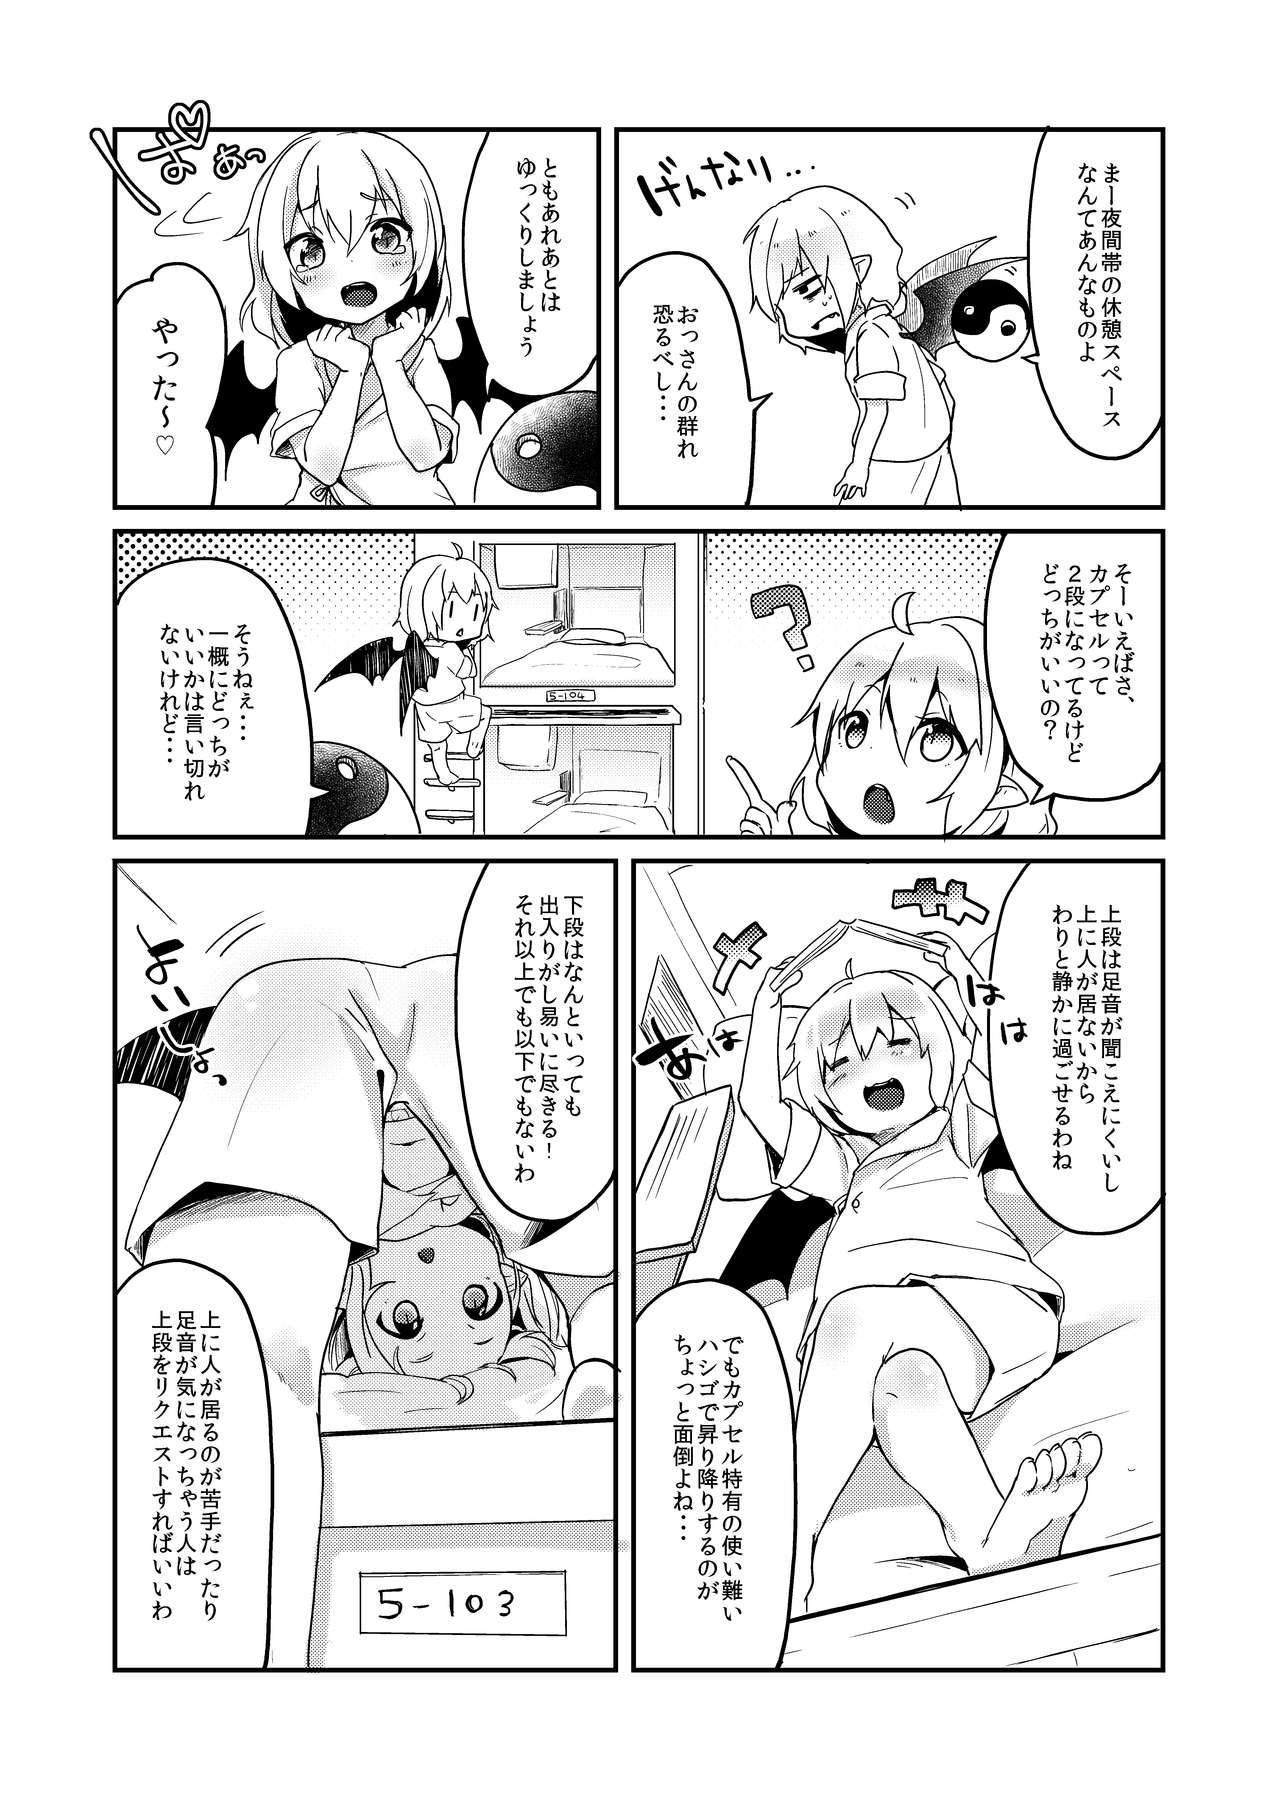 まー夜間帯の休憩スペース
なんてあんなものよ
げんなり・・・
おっさんの群れ
恐るべし・・・
ともあれあとは
ゆっくりしましょう
ぱあっ
やった～♡
そーいえばさ、
カプセルって
２段になってるけど
どっちがいいの？
？
5-104
そうねぇ・・・
一概にどっちが
いいかは言い切れ
ないけれど・・・
上段は足音が聞こえにくいし
上に人が居ないから
わりと静かに過ごせるわね
あはははは
でもカプセル特有の使い難い
ハシゴで昇り降りするのが
ちょっと面倒よね・・・
下段はなんといっても
出入りがし易いに尽きる！
それ以上でも以下でもないわ
よいしょっ
上に人が居るのが苦手だったり
足音が気になっちゃう人は
上段をリクエストすればいいわ
5-103